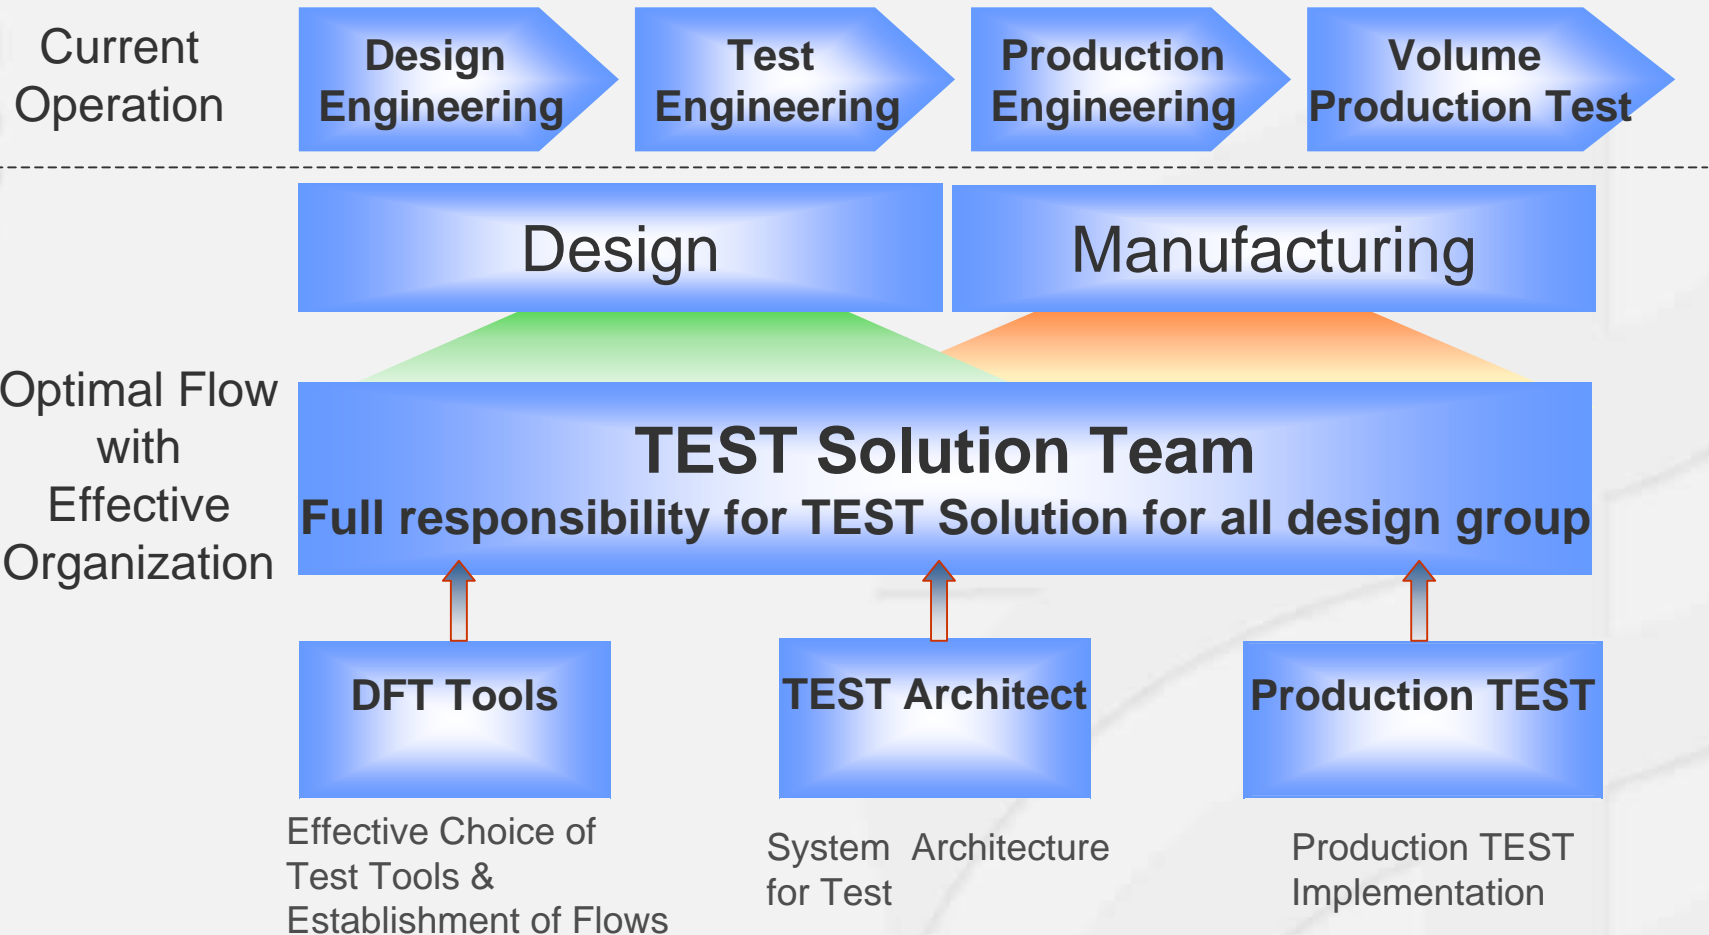 Current
Operation
Design
Engineering
Test
Engineering
Production
Engineering
Volume
Production Test
Design
Manufacturing
Optimal Flow
with
Effective
Organization
TEST Solution Team
Full responsibility for TEST Solution for all design group
DFT Tools
TEST Architect
Production TEST
Effective Choice of
Test Tools &
Establishment of Flows
System Architecture
for Test
Production TEST
Implementation